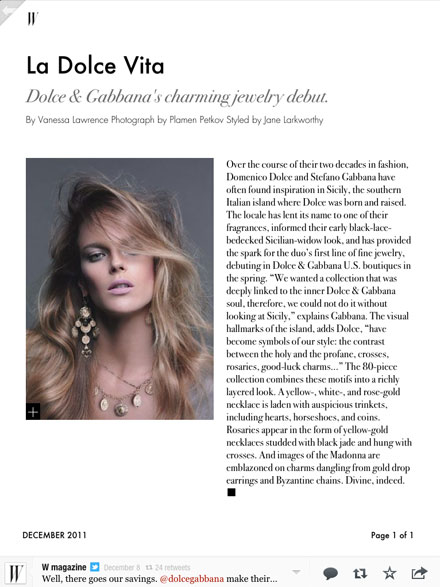 W
La Dolce Vita
Dolce & Gabbana's charming jewelry debut.
By Vanessa Lawrence Photograph by Plamen Petkov Styled by Jane Larkworthy
Over the course of their two decades in fashion,
Domenico Dolce and Stefano Gabbana have
often found inspiration in Sicily, the southern
Italian island where Dolce was born and raised.
The locale has lent its name to one of their
fragrances, informed their early black-lace-
bedecked Sicilian-widow look, and has provided
the spark for the duo's first line of fine jewelry,
debuting in Dolce & Gabbana U.S. boutiques in
the spring. “We wanted a collection that was
deeply linked to the inner Dolce & Gabbana
soul, therefore, we could not do it without
looking at Sicily,” explains Gabbana. The visual
hallmarks of the island, adds Dolce, “have
become symbols of our style: the contrast
between the holy and the profane, crosses,
rosaries, good-luck charms...” The 80-piece
collection combines these motifs into a richly
layered look. A yellow-, white-, and rose-gold
necklace is laden with auspicious trinkets,
including hearts, horseshoes, and coins.
Rosaries appear in the form of yellow-gold
necklaces studded with black jade and hung with
crosses. And images of the Madonna are
emblazoned on charms dangling from gold drop
earrings and Byzantine chains. Divine, indeed.
DECEMBER 2011
Page 1 of 1
W
W magazine December 8 24 retweets
Well, there goes our savings. @dolcegabbana make their...